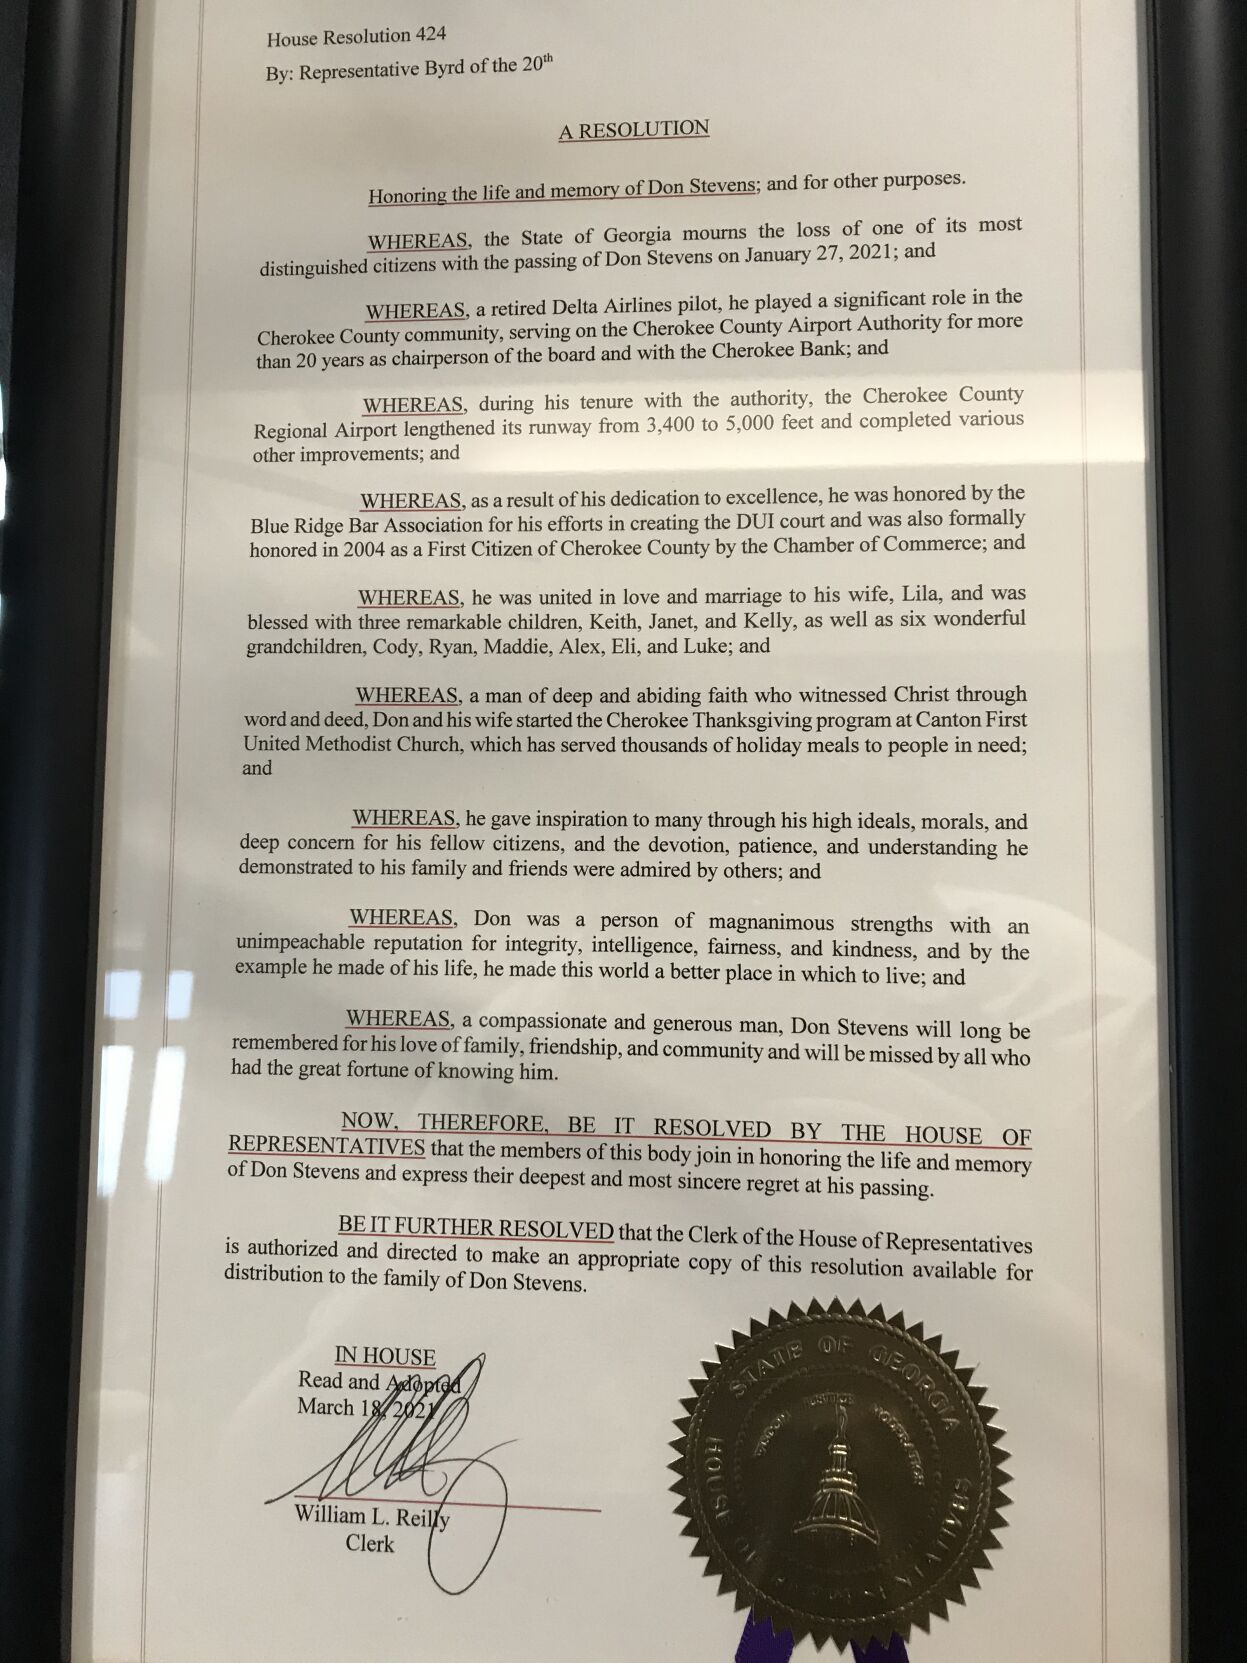 House Resolution 424
By: Representative Byrd of the 20th
A RESOLUTION
Honoring the life and memory of Don Stevens; and for other purposes.
WHEREAS, the State of Georgia mourns the loss of one of its most
distinguished citizens with the passing of Don Stevens on January 27, 2021; and
WHEREAS, a retired Delta Airlines pilot, he played a significant role in the
Cherokee County community, serving on the Cherokee County Airport Authority for more
than 20 years as chairperson of the board and with the Cherokee Bank; and
WHEREAS, during his tenure with the authority, the Cherokee County
Regional Airport lengthened its runway from 3,400 to 5,000 feet and completed various
other improvements; and
WHEREAS, as a result of his dedication to excellence, he was honored by the
Blue Ridge Bar Association for his efforts in creating the DUI court and was also formally
honored in 2004 as a First Citizen of Cherokee County by the Chamber of Commerce; and
WHEREAS, he was united in love and marriage to his wife, Lila, and was
blessed with three remarkable children, Keith, Janet, and Kelly, as well as six wonderful
grandchildren, Cody, Ryan, Maddie, Alex, Eli, and Luke; and
WHEREAS, a man of deep and abiding faith who witnessed Christ through
word and deed, Don and his wife started the Cherokee Thanksgiving program at Canton First
United Methodist Church, which has served thousands of holiday meals to people in need;
and
WHEREAS, he gave inspiration to many through his high ideals, morals, and
deep concern for his fellow citizens, and the devotion, patience, and understanding he
demonstrated to his family and friends were admired by others; and
WHEREAS, Don was a person of magnanimous strengths with an
unimpeachable reputation for integrity, intelligence, fairness, and kindness, and by the
example he made of his life, he made this world a better place in which to live; and
WHEREAS, a compassionate and generous man, Don Stevens will long be
remembered for his love of family, friendship, and community and will be missed by all who
had the great fortune of knowing him.
NOW, THEREFORE, BE IT RESOLVED BY THE HOUSE OF
REPRESENTATIVES that the members of this body join in honoring the life and memory
of Don Stevens and express their deepest and most sincere regret at his passing.
BE IT FURTHER RESOLVED that the Clerk of the House of Representatives
is authorized and directed to make an appropriate copy of this resolution available for
distribution to the family of Don Stevens.
IN HOUSE
Read and Adopted
March 18, 2021
William L. Reilly
Clerk
STATE OF GEORGIA
HOUSE
JUSTICE MODERATION